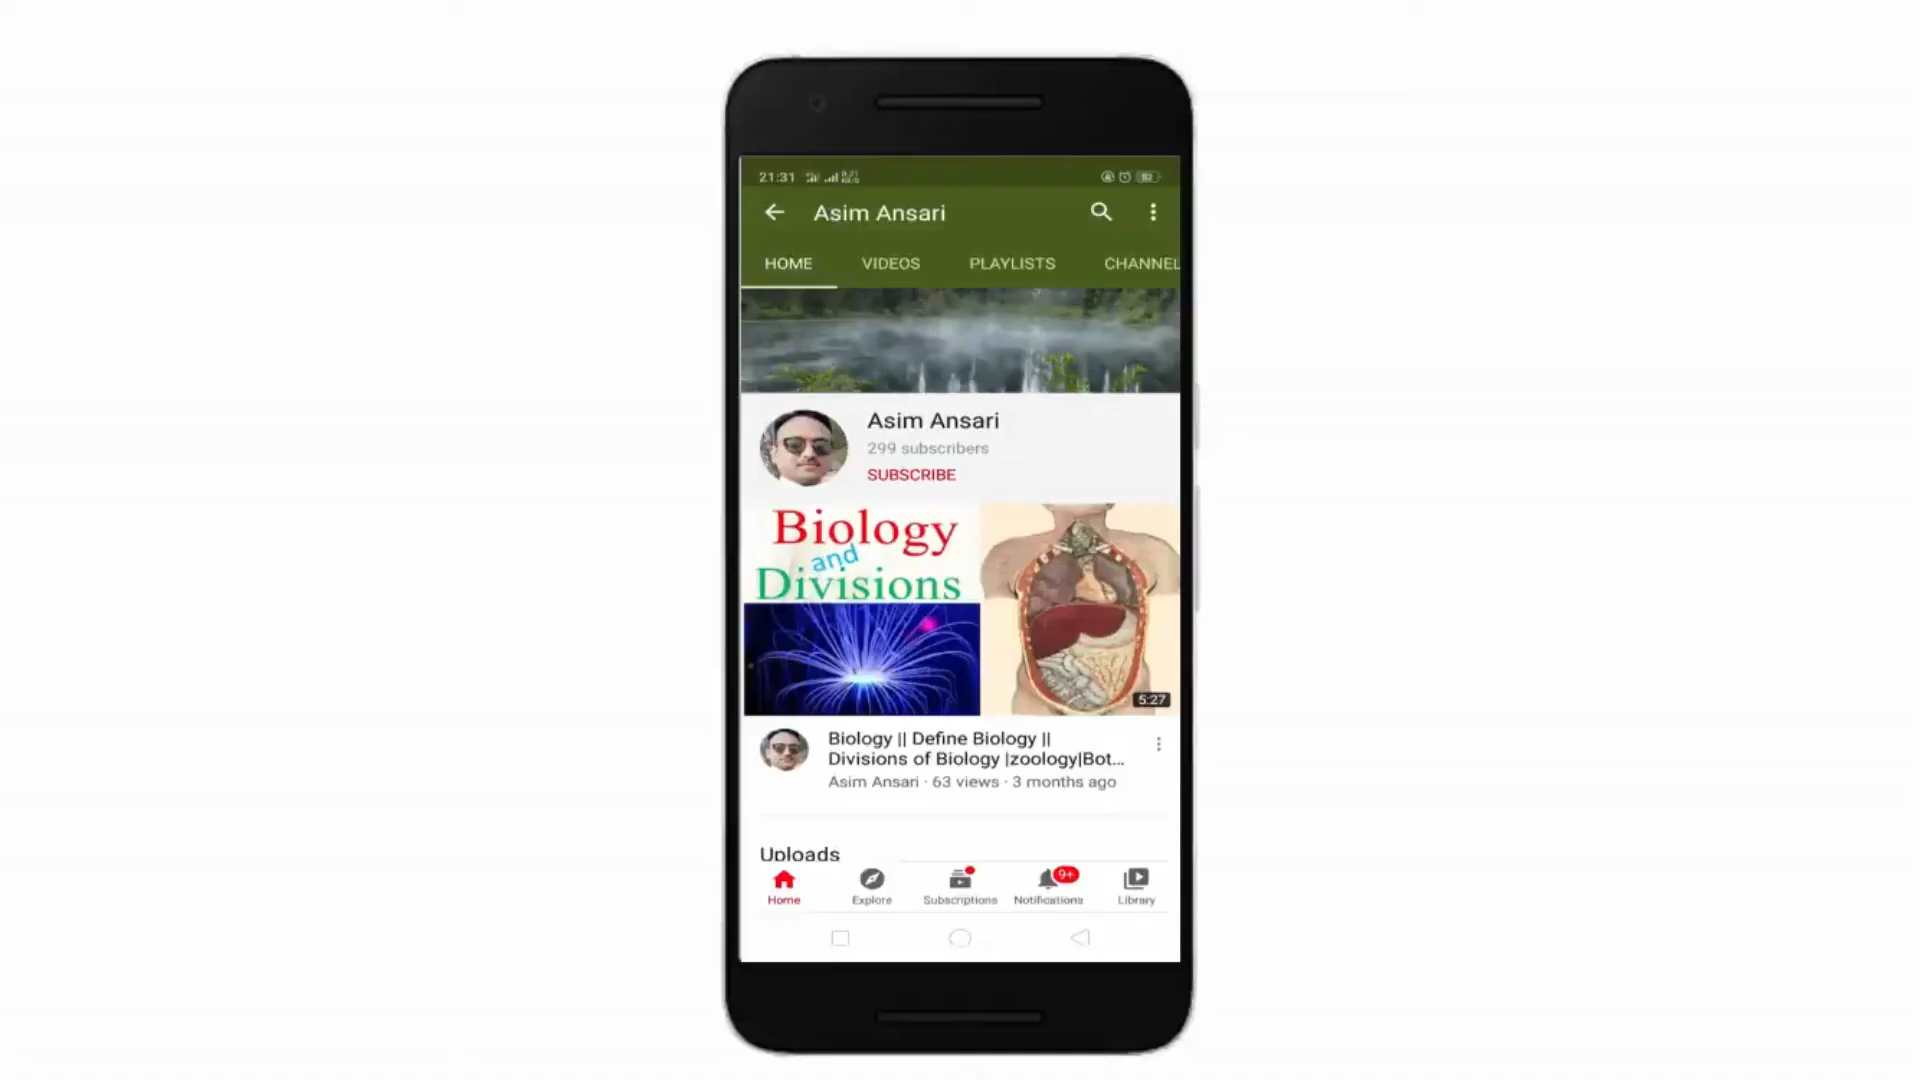 21:31
Asim Ansari
HOME VIDEOS PLAYLISTS CHANNEL
Asim Ansari
299 subscribers
SUBSCRIBE
Biology
and
Divisions
5:27
Biology || Define Biology ||
Divisions of Biology |zoology|Bot...
Asim Ansari · 63 views · 3 months ago
Uploads
9+
Home Explore Subscriptions Notifications Library